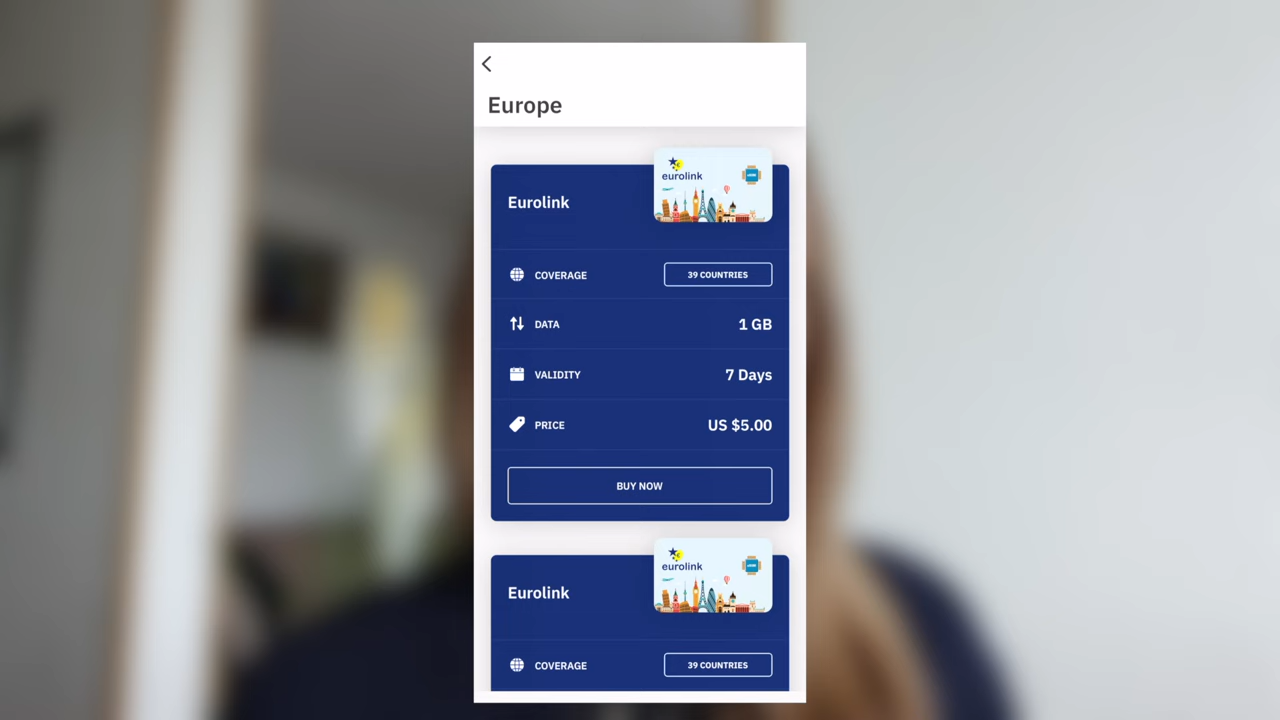 Europe
eurolink
Eurolink
COVERAGE
39 COUNTRIES
DATA
1 GB
VALIDITY
7 Days
PRICE
US $5.00
BUY NOW
eurolink
Eurolink
COVERAGE
39 COUNTRIES